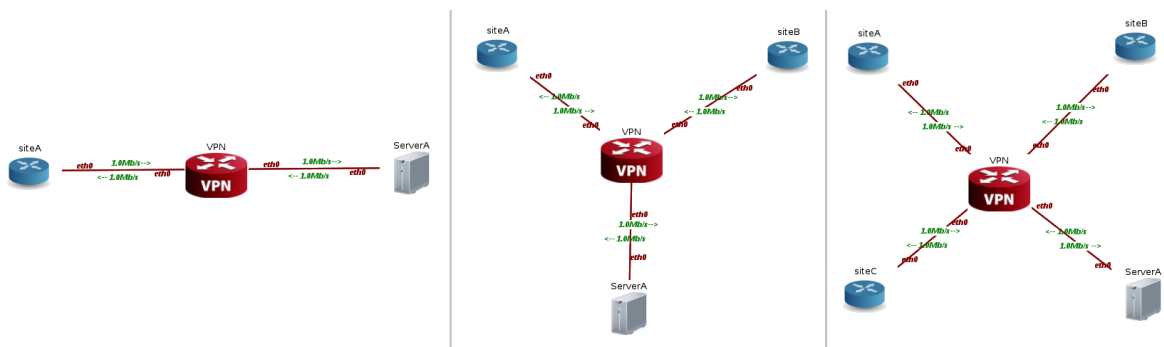 siteA
VPN
ServerA
eth0
1.0Mb/s-->
<-- 1.0Mb/s
eth0
VPN
eth0
1.0Mb/s-->
<-- 1.0Mb/s
eth0
siteA
siteB
eth0
<-- 1.0Mb/s
1.0Mb/s -->
eth0
eth0
1.0Mb/s-->
<-- 1.0Mb/s
eth0
VPN
VPN
eth0
1.0Mb/s-->
<-- 1.0Mb/s
eth0
ServerA
siteA
siteB
eth0
<-- 1.0Mb/s
1.0Mb/s -->
eth0
eth0
1.0Mb/s-->
<-- 1.0Mb/s
eth0
VPN
VPN
eth0
1.0Mb/s-->
<-- 1.0Mb/s
eth0
siteC
eth0
<-- 1.0Mb/s
1.0Mb/s -->
eth0
ServerA